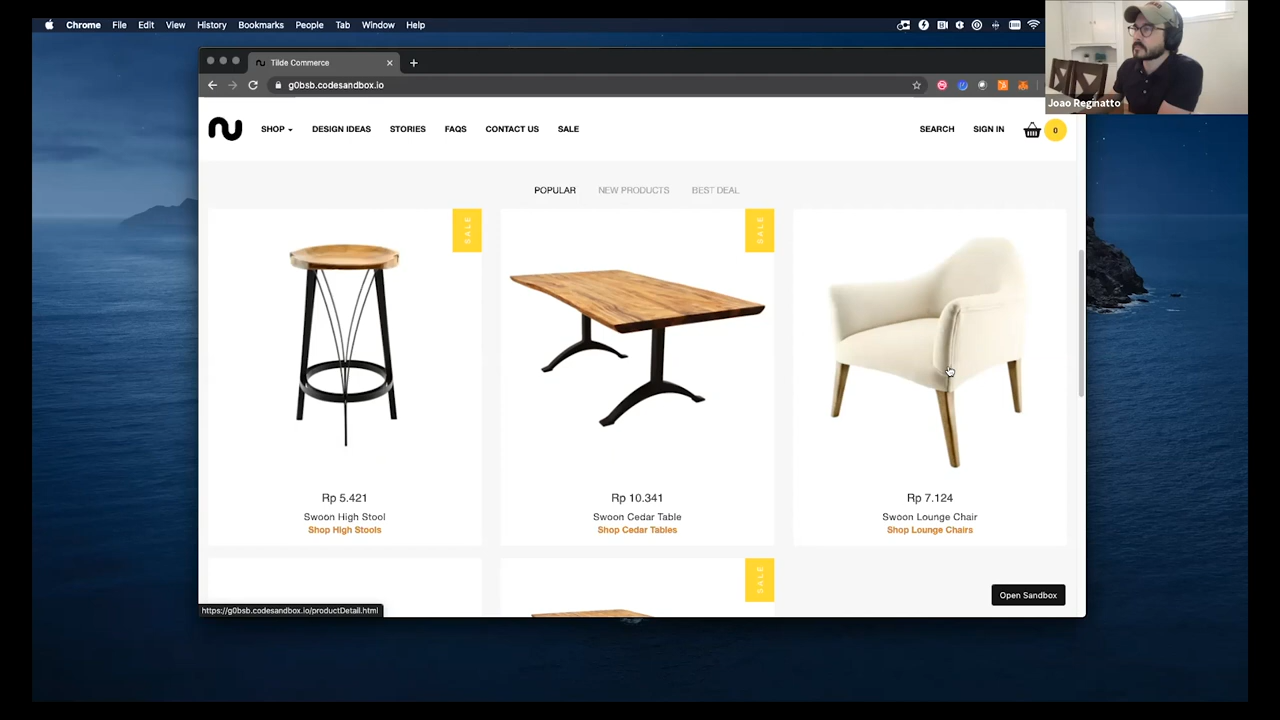 Chrome File Edit View History Bookmarks People Tab Window Help
Tilde Commerce
g0bsb.codesandbox.io
Joao Reginatto
SHOP DESIGN IDEAS STORIES FAQS CONTACT US SALE SEARCH SIGN IN 0
POPULAR NEW PRODUCTS BEST DEAL
SALE SALE
Rp 5.421 Rp 10.341 Rp 7.124
Swoon High Stool Swoon Cedar Table Swoon Lounge Chair
Shop High Stools Shop Cedar Tables Shop Lounge Chairs
SALE
Open Sandbox
https://g0bsb.codesandbox.io/productDetail.html